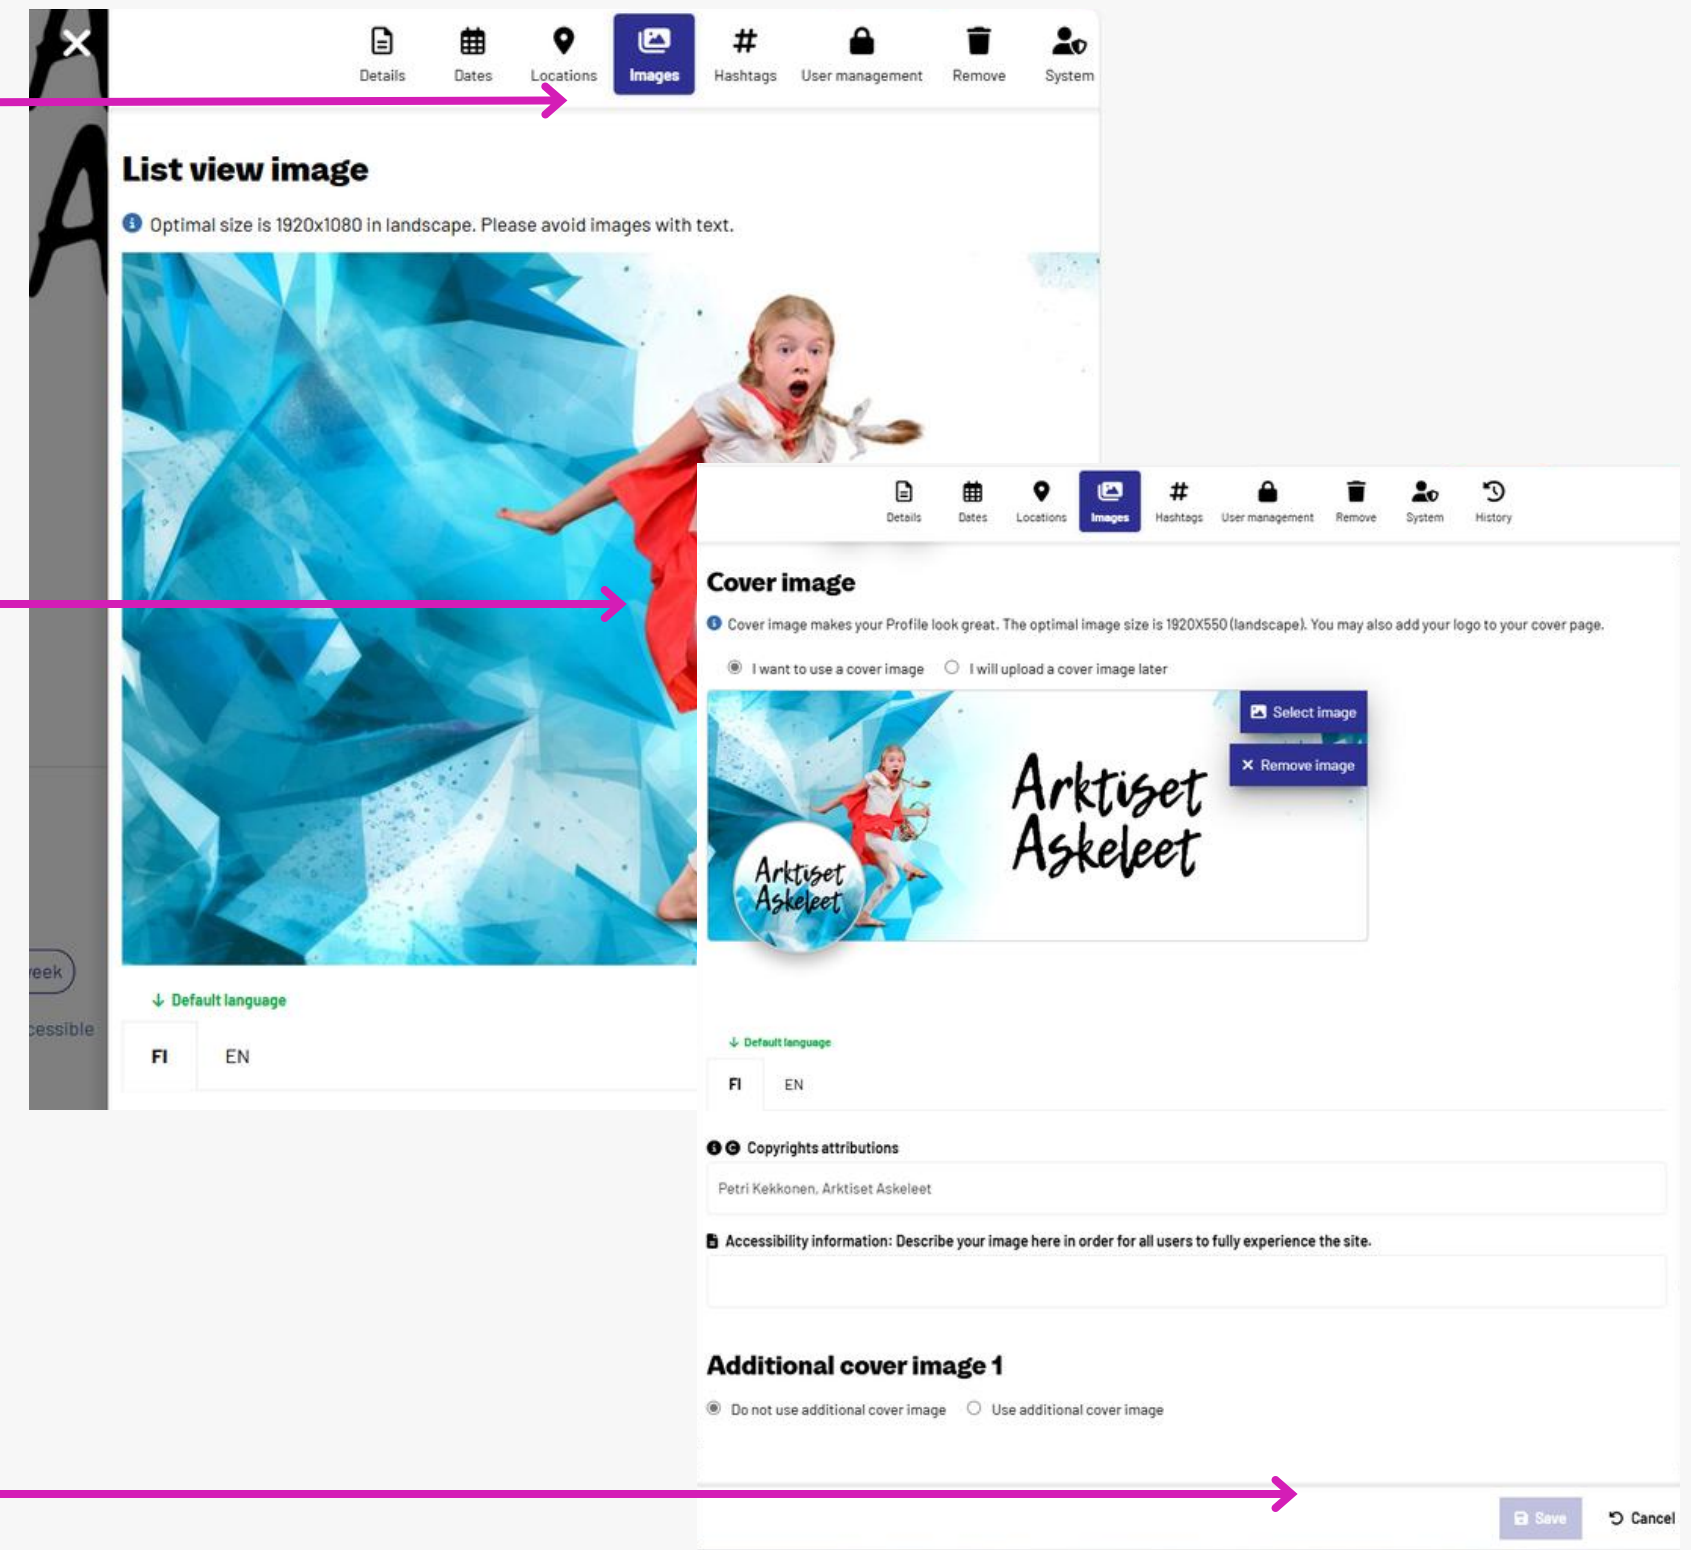 Details Dates Locations Images Hashtags User management Remove System
List view image
Optimal size is 1920x1080 in landscape. Please avoid images with text.
↓ Default language
FI EN
Details Dates Locations Images Hashtags User management Remove System History
Cover image
Cover image makes your Profile look great. The optimal image size is 1920X550 (landscape). You may also add your logo to your cover page.
I want to use a cover image I will upload a cover image later
Select image
Remove image
Arktiset
Askeleet
Arktiset
Askeleet
↓ Default language
FI EN
Copyrights attributions
Petri Kekkonen, Arktiset Askeleet
Accessibility information: Describe your image here in order for all users to fully experience the site.
Additional cover image 1
Do not use additional cover image Use additional cover image
Save Cancel